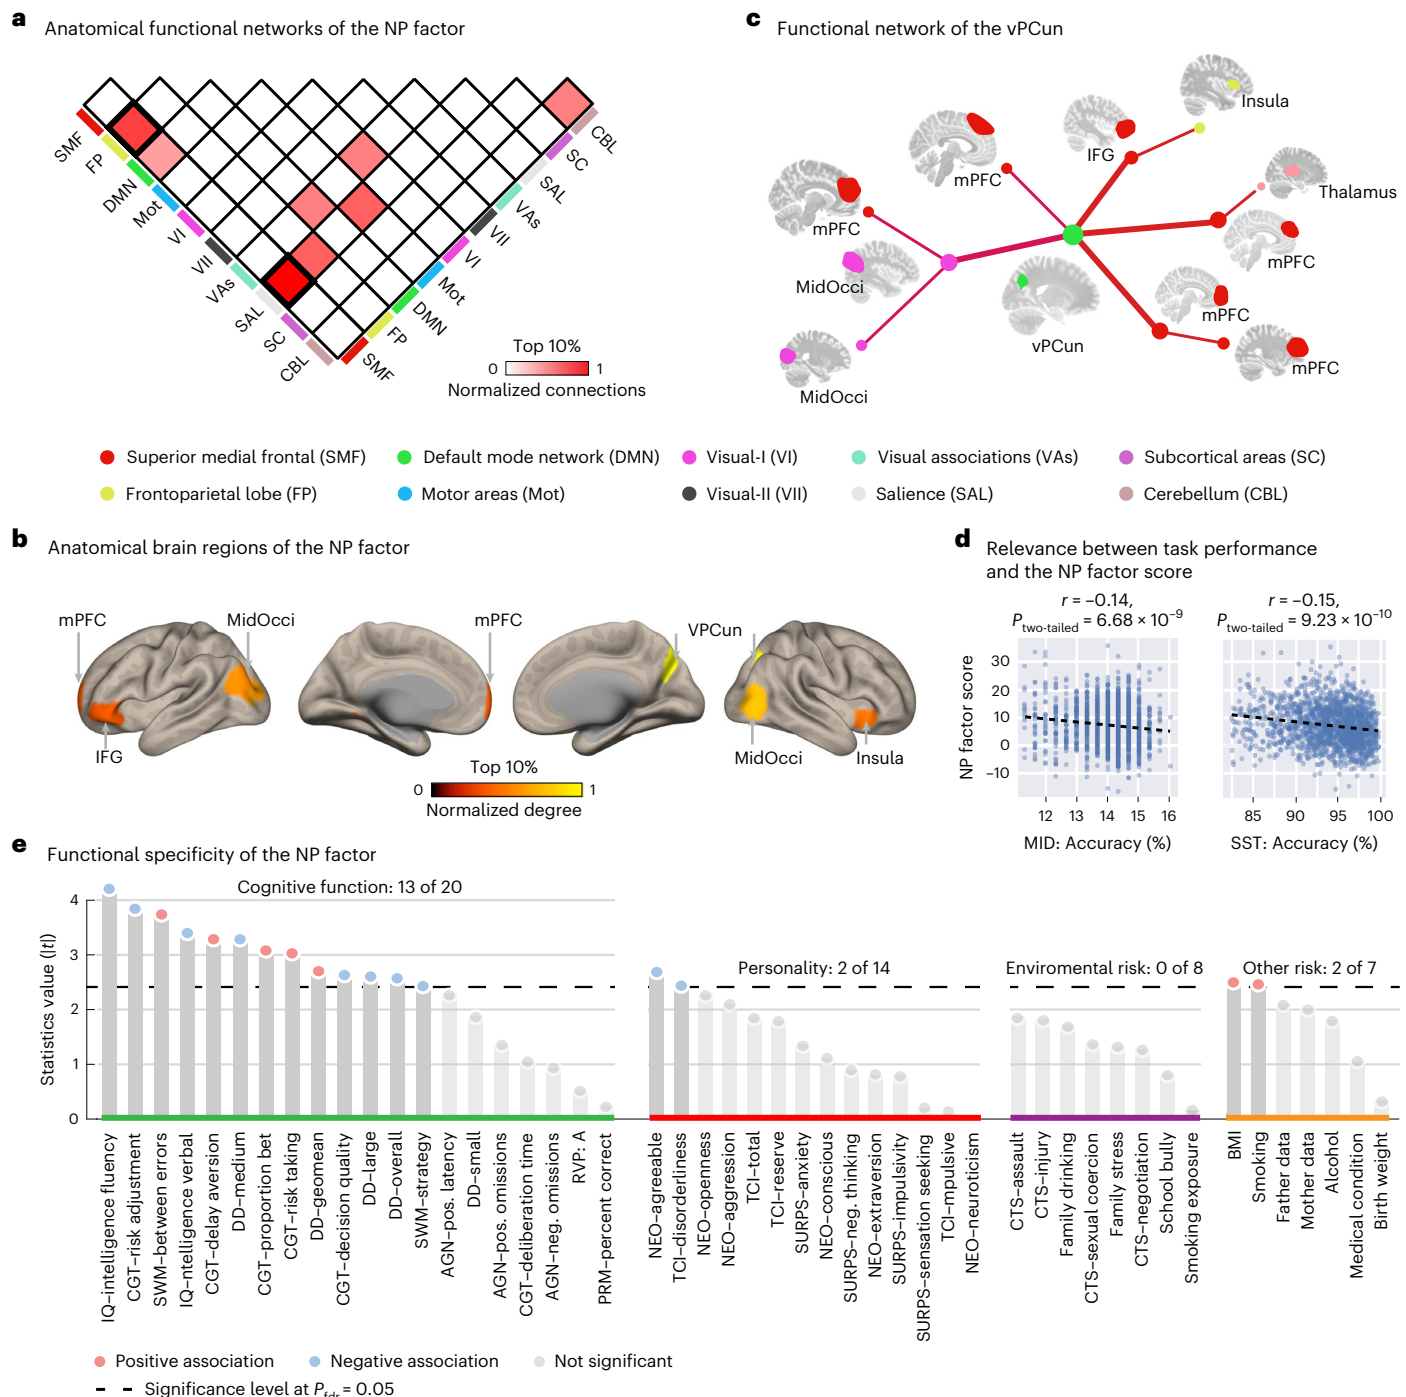 a Anatomical functional networks of the NP factor
SMF
FP
DMN
Mot
VI
VII
VAs
SAL
SC
CBL
CBL
SC
SAL
VAs
VII
VI
Mot
DMN
FP
SMF
Top 10%
0 1
Normalized connections
c Functional network of the vPCun
Insula
IFG
mPFC
Thalamus
mPFC
mPFC
MidOcci
mPFC
vPCun
mPFC
MidOcci
Superior medial frontal (SMF)
Default mode network (DMN)
Visual-I (VI)
Visual associations (VAs)
Subcortical areas (SC)
Frontoparietal lobe (FP)
Motor areas (Mot)
Visual-II (VII)
Salience (SAL)
Cerebellum (CBL)
b Anatomical brain regions of the NP factor
mPFC
MidOcci
mPFC
VPCun
IFG
MidOcci
Insula
Top 10%
0 1
Normalized degree
d Relevance between task performance
and the NP factor score
r = –0.14,
P two-tailed = 6.68 × 10–9
r = –0.15,
P two-tailed = 9.23 × 10–10
NP factor score
30
20
10
0
–10
12 13 14 15 16
MID: Accuracy (%)
85 90 95 100
SST: Accuracy (%)
e Functional specificity of the NP factor
Statistics value (|t|)
4
3
2
1
0
Cognitive function: 13 of 20
Personality: 2 of 14
Enviromental risk: 0 of 8
Other risk: 2 of 7
IQ–intelligence fluency
CGT–risk adjustment
SWM–between errors
IQ–ntelligence verbal
CGT–delay aversion
DD–medium
CGT–proportion bet
CGT–risk taking
DD–geomean
CGT–decision quality
DD–large
DD–overall
SWM–strategy
AGN–pos. latency
DD–small
AGN–pos. omissions
CGT–deliberation time
AGN–neg. omissions
RVP: A
PRM–percent correct
NEO–agreeable
TCI–disorderliness
NEO–openness
NEO–aggression
TCI–total
TCI–reserve
SURPS–anxiety
NEO–conscious
SURPS–neg. thinking
NEO–extraversion
SURPS–impulsivity
SURPS–sensation seeking
TCI–impulsive
NEO–neuroticism
CTS–assault
CTS–injury
Family drinking
CTS–sexual coercion
Family stress
CTS–negotiation
School bully
Smoking exposure
BMI
Smoking
Father data
Mother data
Alcohol
Medical condition
Birth weight
Positive association
Negative association
Not significant
Significance level at P fdr = 0.05